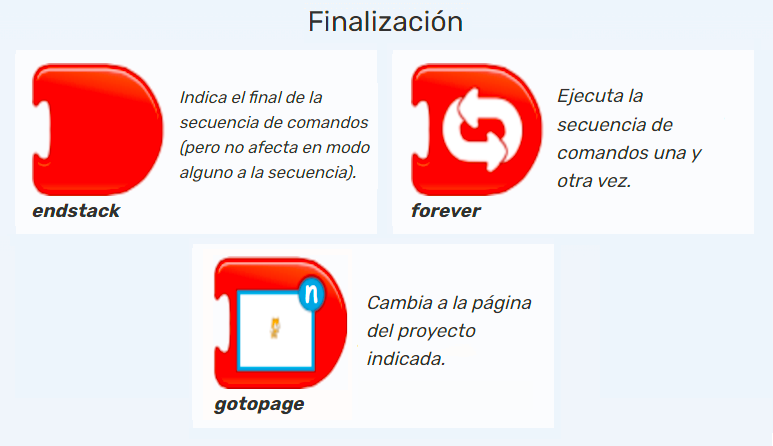 Finalización
Indica el final de la
secuencia de comandos
(pero no afecta en modo
alguno a la secuencia).
endstack
Ejecuta la
secuencia de
comandos una y
otra vez.
forever
n
Cambia a la página
del proyecto
indicada.
gotopage